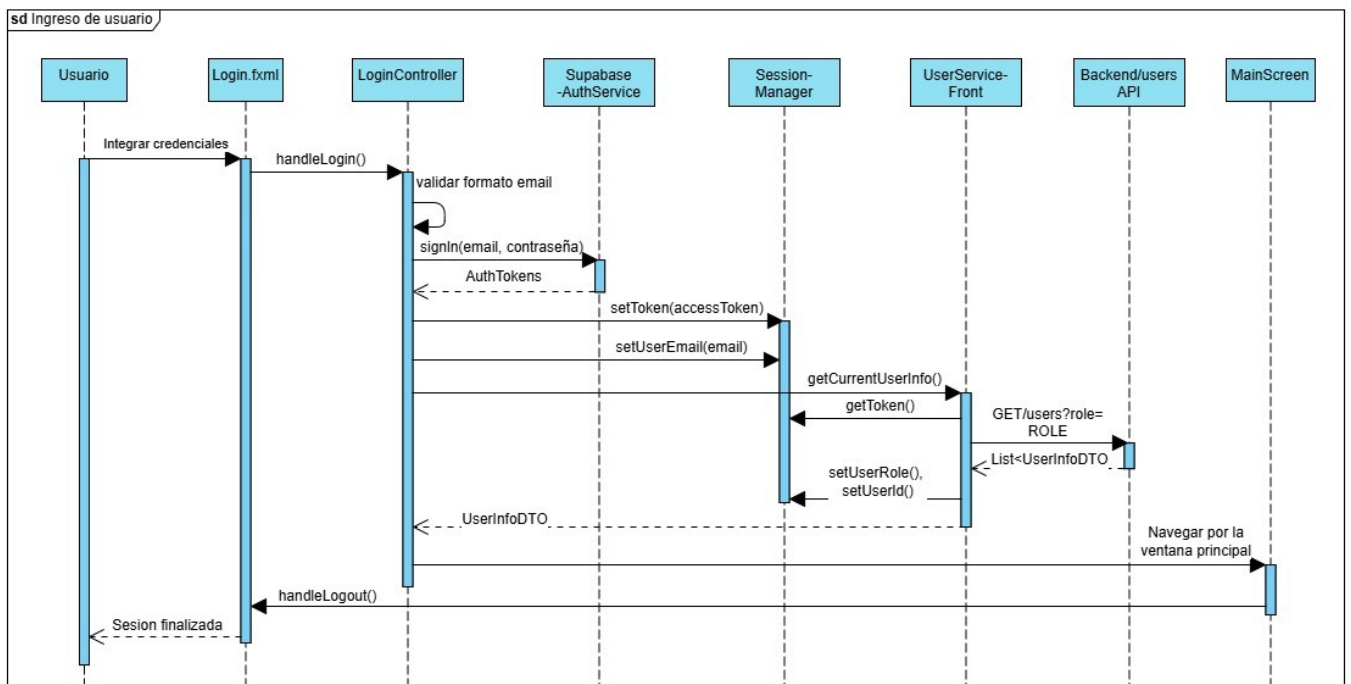 sd Ingreso de usuario
Usuario
Login.fxml
LoginController
Supabase
-AuthService
Session-
Manager
UserService-
Front
Backend/users
API
MainScreen
Integrar credenciales
handleLogin()
validar formato email
signIn(email, contraseña)
AuthTokens
setToken(accessToken)
setUserEmail(email)
getCurrentUserInfo()
getToken()
GET/users?role=
ROLE
List<UserInfoDTO
setUserRole(),
setUserId()
UserInfoDTO
Navegar por la
ventana principal
handleLogout()
Sesion finalizada